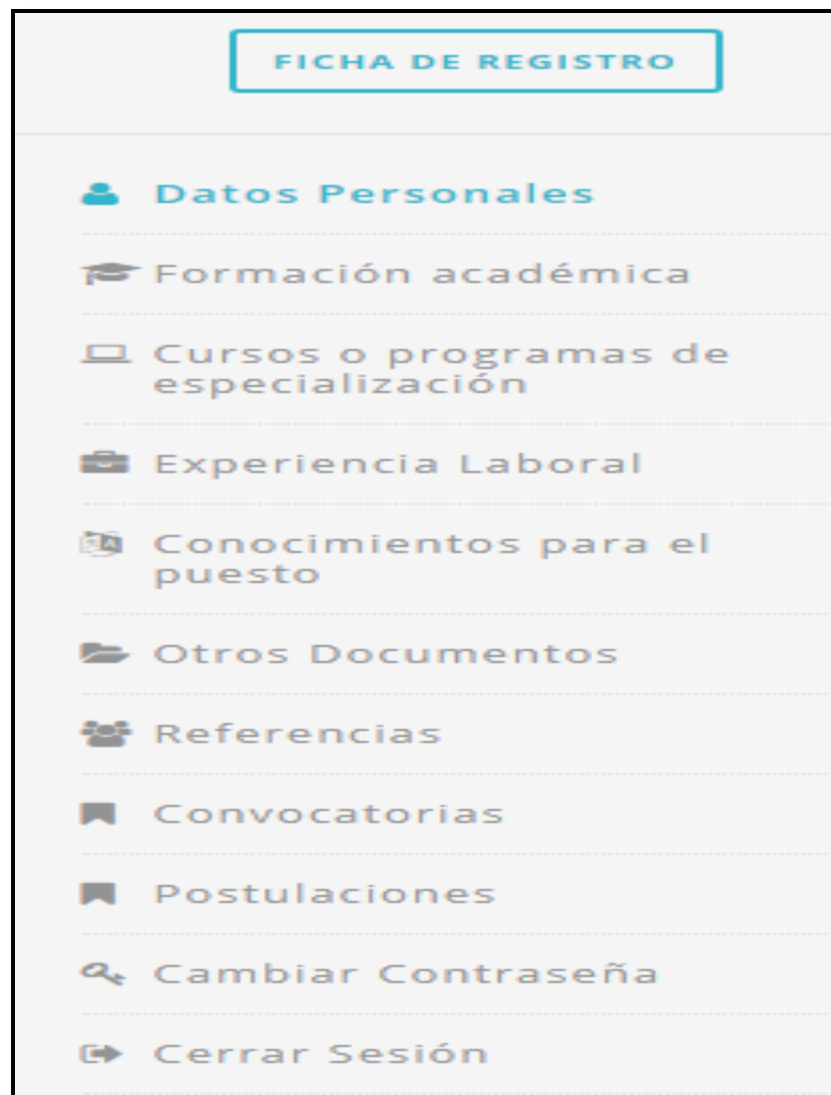 FICHA DE REGISTRO
Datos Personales
Formación académica
Cursos o programas de
especialización
Experiencia Laboral
Conocimientos para el
puesto
Otros Documentos
Referencias
Convocatorias
Postulaciones
Cambiar Contraseña
Cerrar Sesión